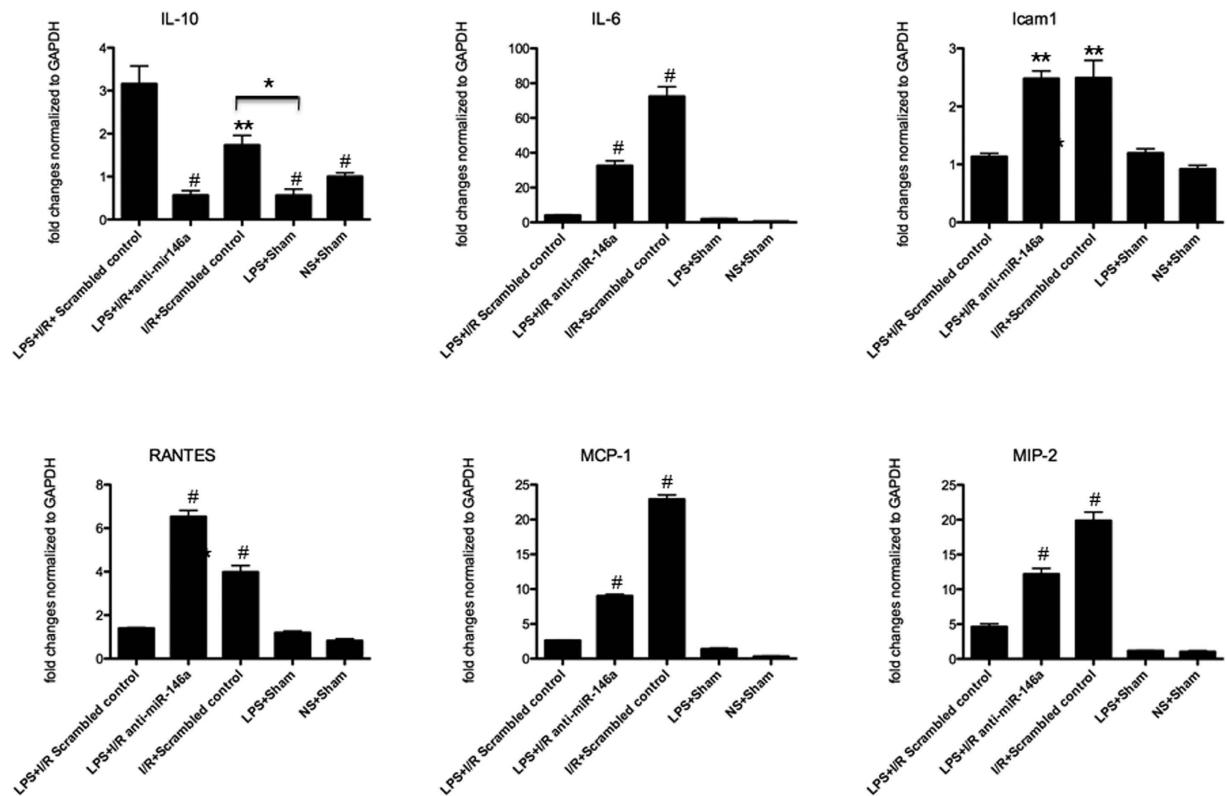 IL-10
fold changes normalized to GAPDH
4
3
2
1
0
*
**
#
#
#
LPS+I/R+ Scrambled control
LPS+I/R+anti-mir146a
I/R+Scrambled control
LPS+Sham
NS+Sham
IL-6
fold changes normalized to GAPDH
100
80
60
40
20
0
#
#
LPS+I/R Scrambled control
LPS+I/R anti-miR-146a
I/R+Scrambled control
LPS+Sham
NS+Sham
Icam1
fold changes normalized to GAPDH
3
2
1
0
**
**
*
LPS+I/R Scrambled control
LPS+I/R anti-miR-146a
I/R+Scrambled control
LPS+Sham
NS+Sham
RANTES
fold changes normalized to GAPDH
8
6
4
2
0
#
*
#
LPS+I/R Scrambled control
LPS+I/R anti-miR-146a
I/R+Scrambled control
LPS+Sham
NS+Sham
MCP-1
fold changes normalized to GAPDH
25
20
15
10
5
0
#
#
LPS+I/R Scrambled control
LPS+I/R anti-miR-146a
I/R+Scrambled control
LPS+Sham
NS+Sham
MIP-2
fold changes normalized to GAPDH
25
20
15
10
5
0
#
#
LPS+I/R Scrambled control
LPS+I/R anti-miR-146a
I/R+Scrambled control
LPS+Sham
NS+Sham